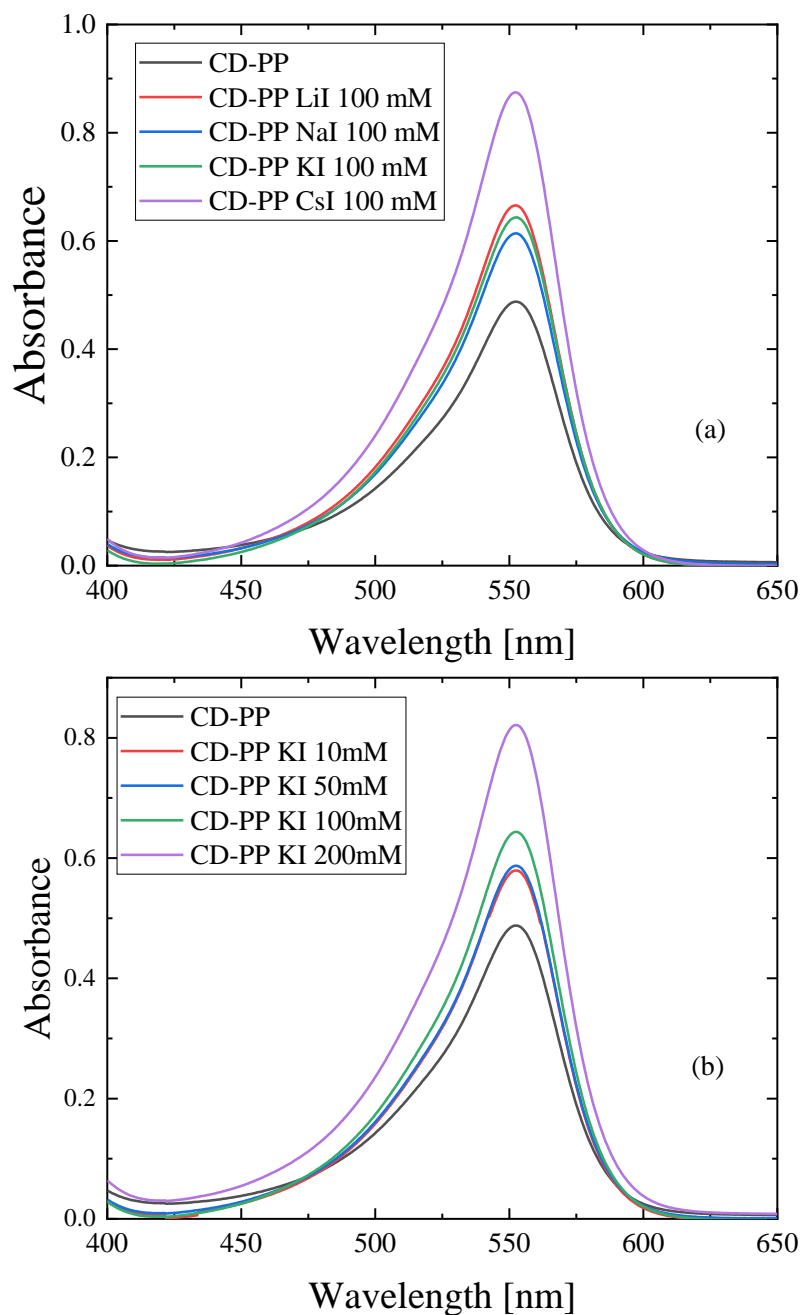 1.0
0.8
0.6
0.4
0.2
0.0
Absorbance
CD-PP
CD-PP LiI 100 mM
CD-PP NaI 100 mM
CD-PP KI 100 mM
CD-PP CsI 100 mM
(a)
400 450 500 550 600 650
Wavelength [nm]
0.8
0.6
0.4
0.2
0.0
Absorbance
CD-PP
CD-PP KI 10mM
CD-PP KI 50mM
CD-PP KI 100mM
CD-PP KI 200mM
(b)
400 450 500 550 600 650
Wavelength [nm]